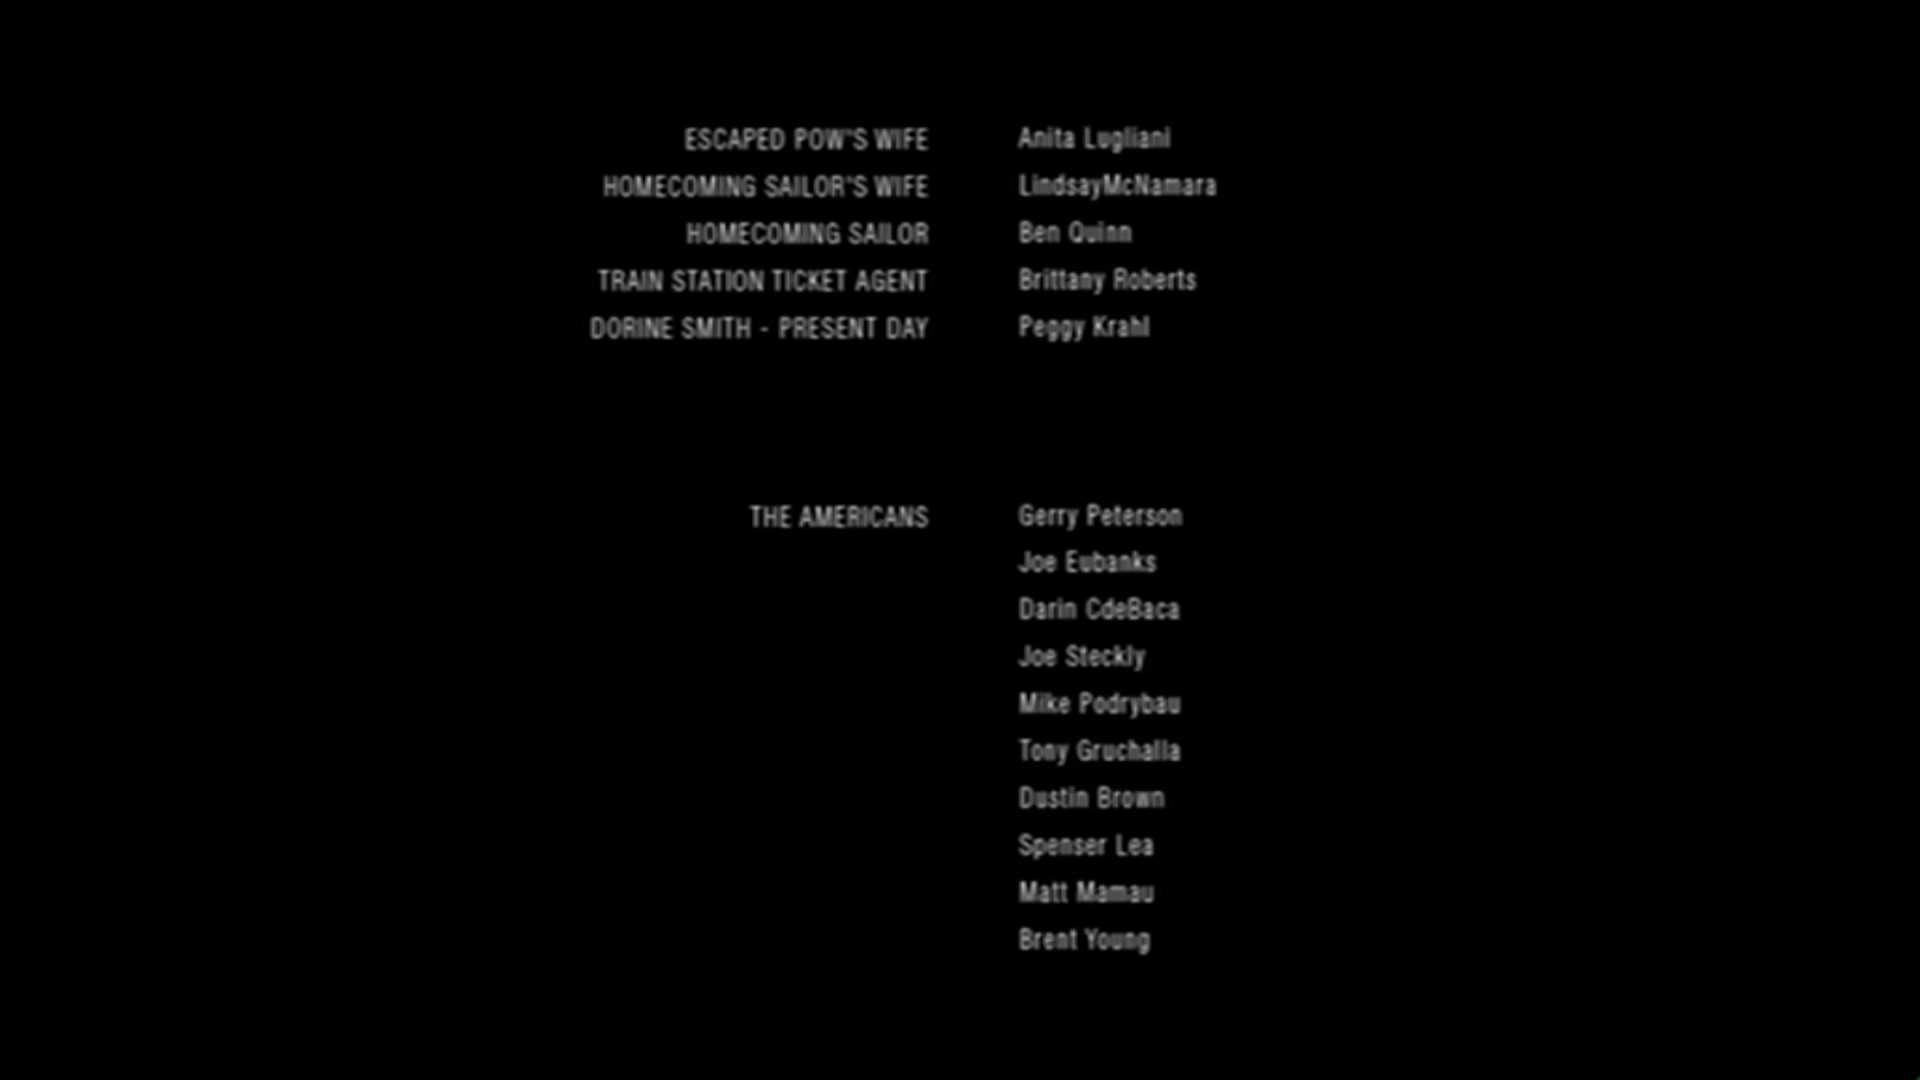 ESCAPED POW'S WIFE Anita Lugliani
HOMECOMING SAILOR'S WIFE LindsayMcNamara
HOMECOMING SAILOR Ben Quinn
TRAIN STATION TICKET AGENT Brittany Roberts
DORINE SMITH - PRESENT DAY Peggy Krahl
THE AMERICANS Gerry Peterson
Joe Eubanks
Darin CdeBaca
Joe Steckly
Mike Podrybau
Tony Gruchalla
Dustin Brown
Spenser Lea
Matt Mamau
Brent Young